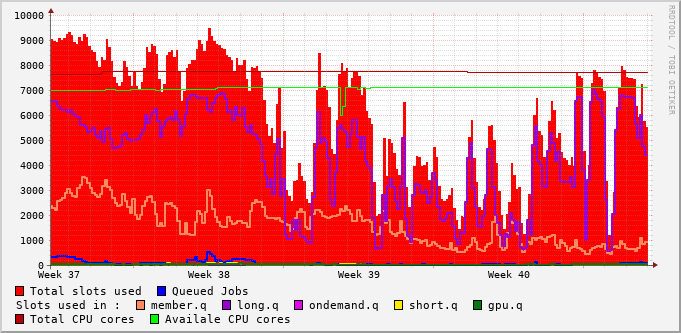 10000
9000
8000
7000
6000
5000
4000
3000
2000
1000
0
Week 37 Week 38 Week 39 Week 40
Total slots used Queued Jobs
Slots used in : member.q long.q ondemand.q short.q gpu.q
Total CPU cores Availale CPU cores
RRDTOOL / TOBI OETIKER